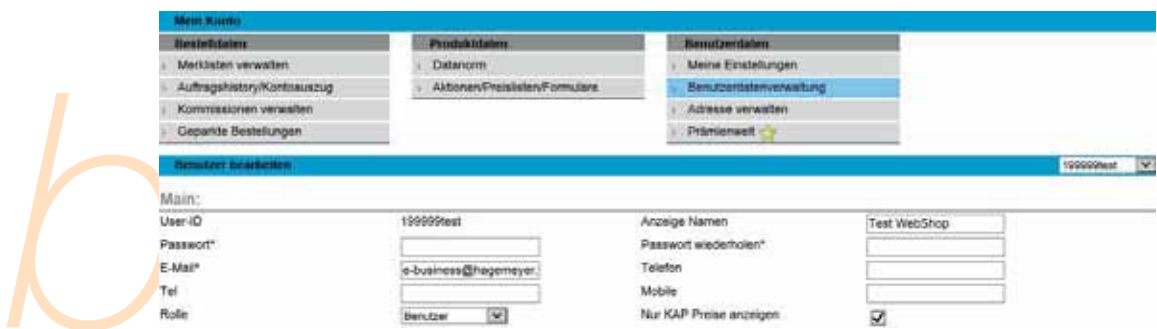 Mein Konto
Bestelldaten Produktdaten Benutzerdaten
Merklisten verwalten Datanorm Meine Einstellungen
Auftragshistory/Kontoauszug Aktionen/Preislisten/Formulare Benutzerdatenverwaltung
Kommissionen verwalten Adresse verwalten
Geparkte Bestellungen Prämienwelt
Benutzer bearbeiten 199999test
Main:
User-ID 199999test Anzeige Namen Test WebShop
Passwort* Passwort wiederholen*
E-Mail* e-business@hagemeyer. Telefon
Tel Mobile
Rolle Benutzer Nur KAP Preise anzeigen
b